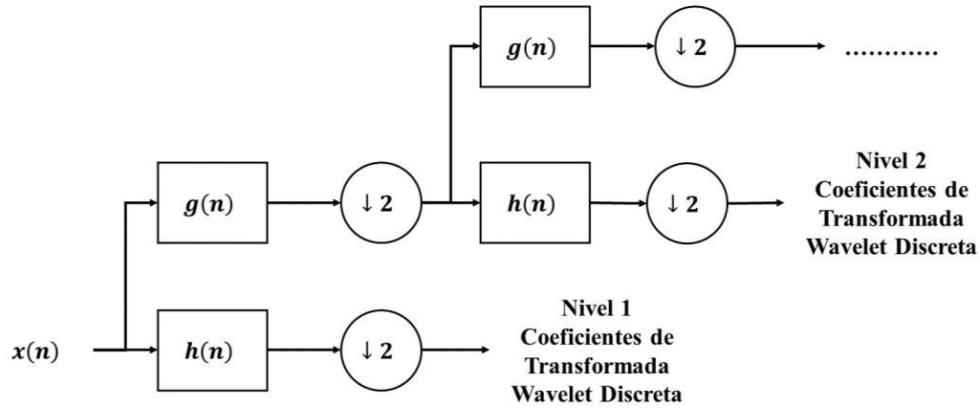 g(n)
↓ 2
............
g(n)
↓ 2
h(n)
↓ 2
Nivel 2
Coeficientes de
Transformada
Wavelet Discreta
x(n)
h(n)
↓ 2
Nivel 1
Coeficientes de
Transformada
Wavelet Discreta